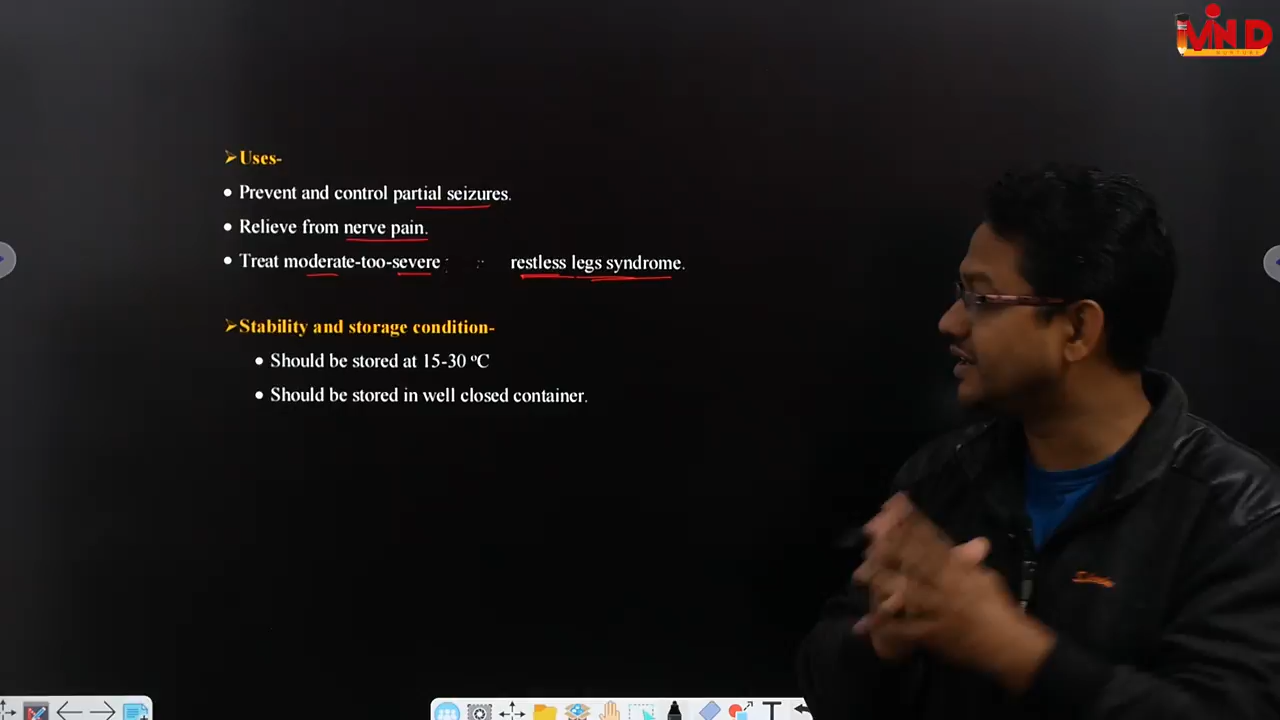 MIND
➢Uses-
• Prevent and control partial seizures.
• Relieve from nerve pain.
• Treat moderate-too-severe restless legs syndrome.
➢Stability and storage condition-
• Should be stored at 15-30 ºC
• Should be stored in well closed container.